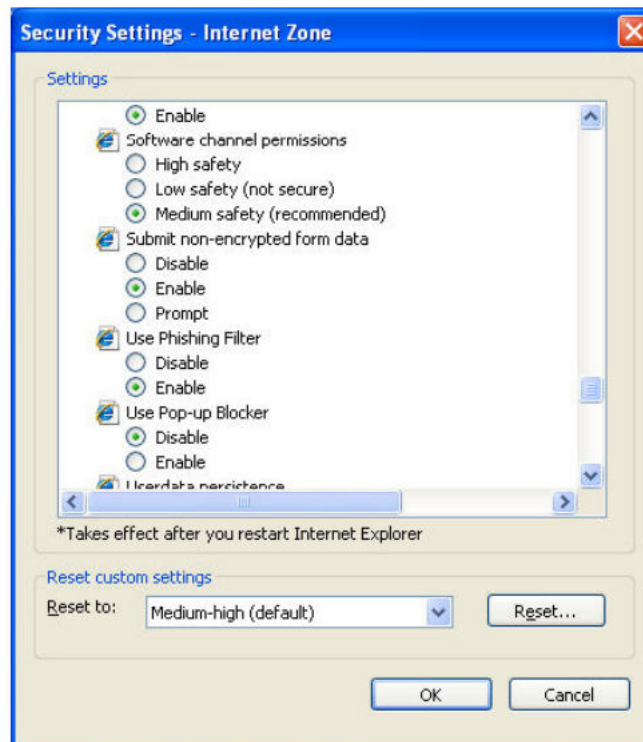 Security Settings - Internet Zone
Settings
Enable
Software channel permissions
High safety
Low safety (not secure)
Medium safety (recommended)
Submit non-encrypted form data
Disable
Enable
Prompt
Use Phishing Filter
Disable
Enable
Use Pop-up Blocker
Disable
Enable
Userdata persistence
*Takes effect after you restart Internet Explorer
Reset custom settings
Reset to: Medium-high (default) Reset...
OK Cancel